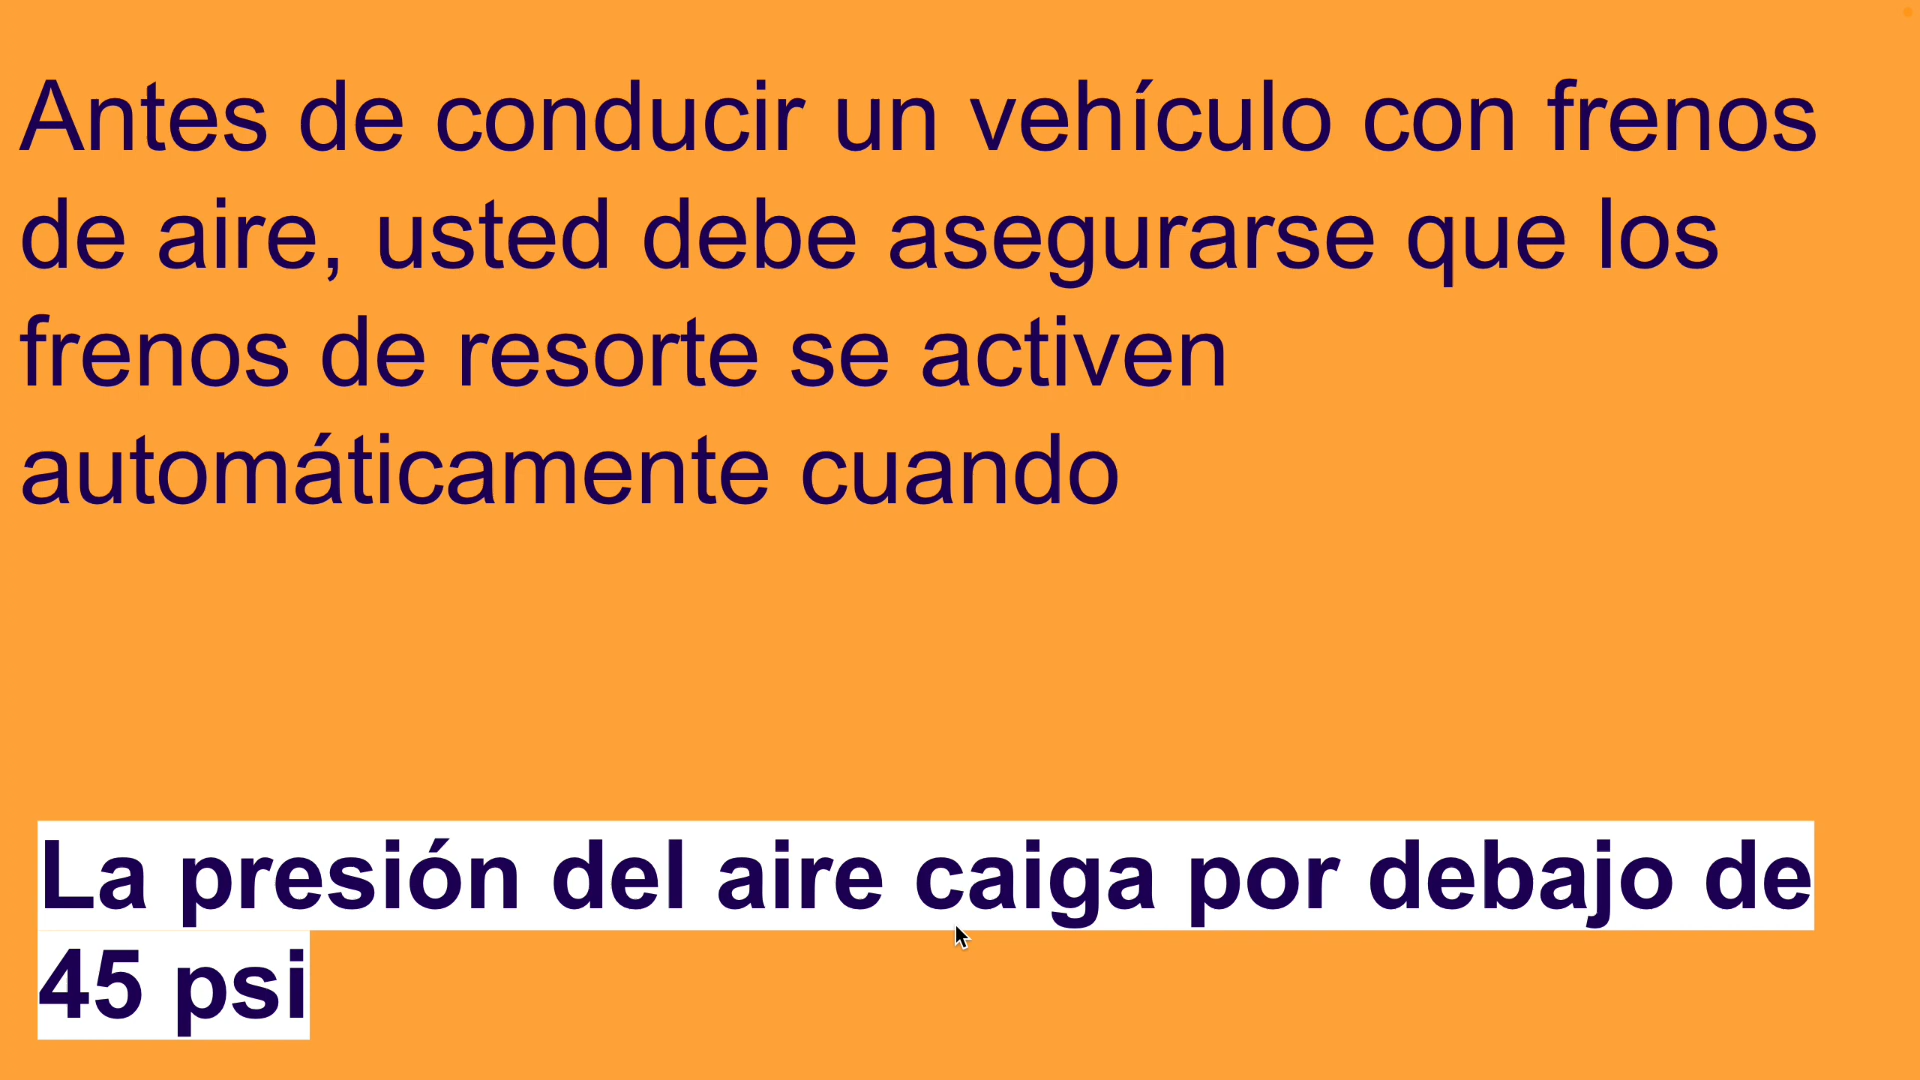 Antes de conducir un vehículo con frenos
de aire, usted debe asegurarse que los
frenos de resorte se activen
automáticamente cuando
La presión del aire caiga por debajo de
45 psi